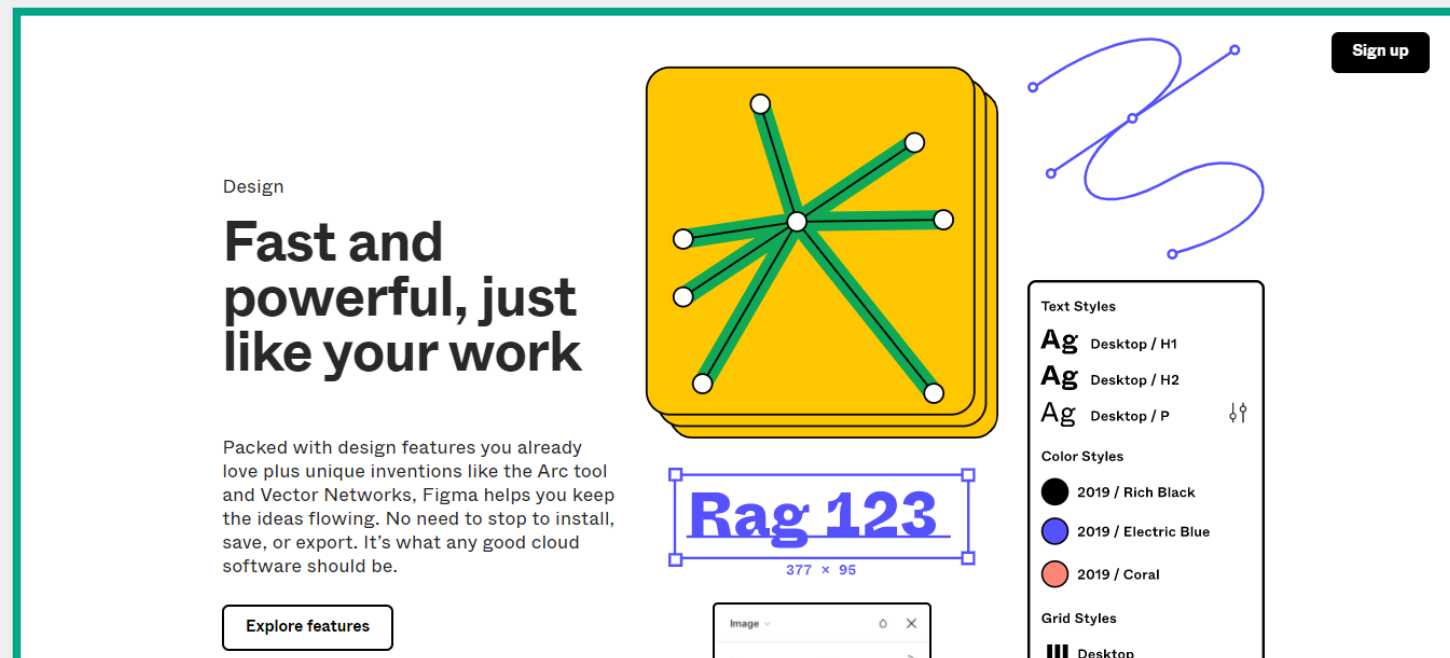 Sign up
Design
Fast and
powerful, just
like your work
Packed with design features you already
love plus unique inventions like the Arc tool
and Vector Networks, Figma helps you keep
the ideas flowing. No need to stop to install,
save, or export. It’s what any good cloud
software should be.
Explore features
Rag 123
377 × 95
Image
Text Styles
Ag Desktop / H1
Ag Desktop / H2
Ag Desktop / P
Color Styles
2019 / Rich Black
2019 / Electric Blue
2019 / Coral
Grid Styles
Desktop